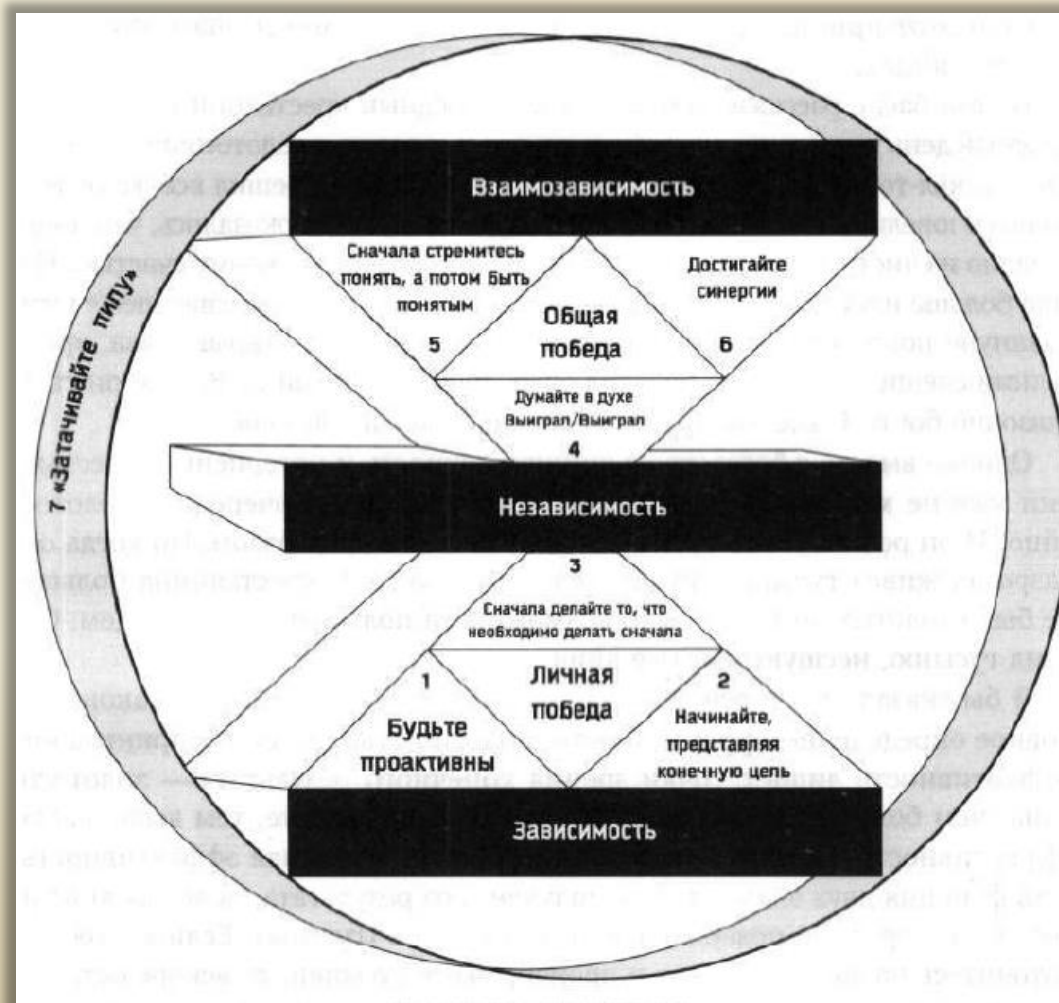 Взаимозависимость
Сначала стремитесь
понять, а потом быть
понятым
5
Достигайте
синергии
6
Общая
победа
Думайте в духе
Выиграл/Выиграл
4
7 «Затачивайте пилу»
Независимость
3
Сначала делайте то, что
необходимо делать сначала
1
Будьте
проактивны
Личная
победа
2
Начинайте,
представляя
конечную цель
Зависимость